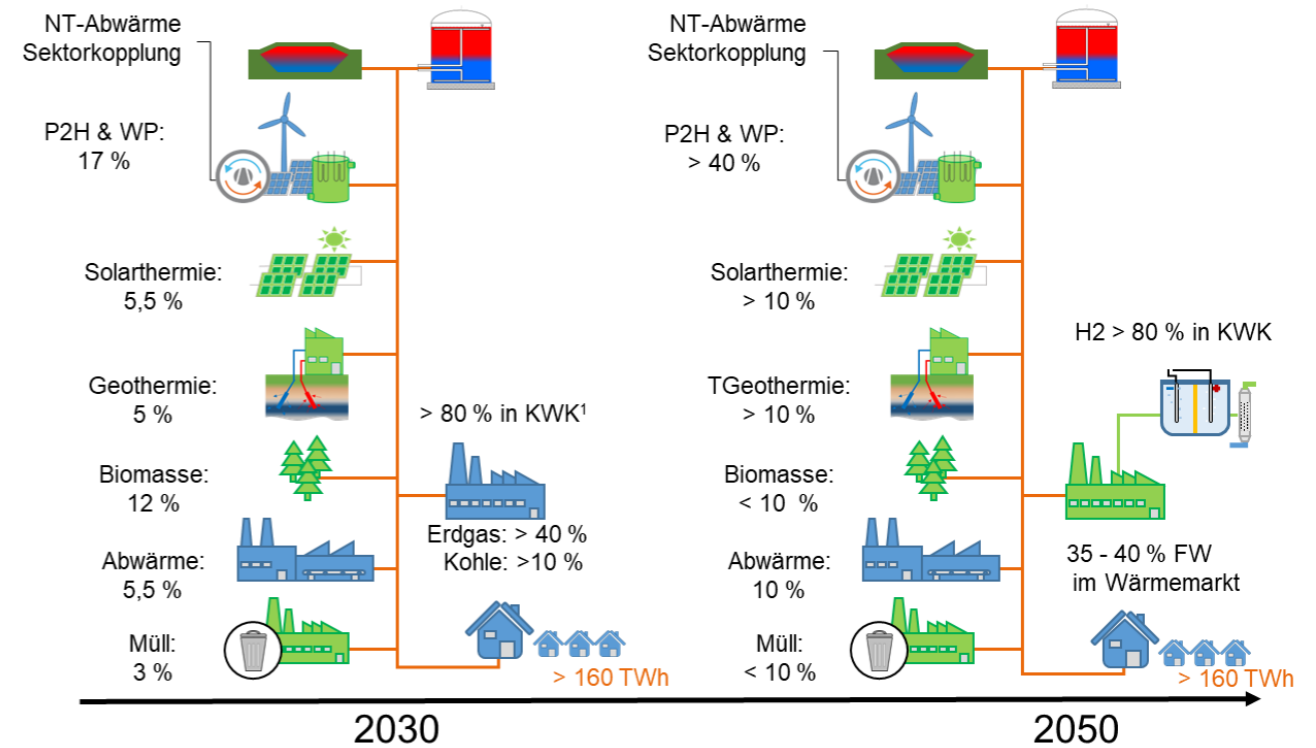 NT-Abwärme
Sektorkopplung
P2H & WP:
17 %
Solarthermie:
5,5 %
Geothermie:
5 %
> 80 % in KWK¹
Biomasse:
12 %
Erdgas: > 40 %
Kohle: >10 %
Abwärme:
5,5 %
Müll:
3 %
> 160 TWh
2030
NT-Abwärme
Sektorkopplung
P2H & WP:
> 40 %
Solarthermie:
> 10 %
H2 > 80 % in KWK
TGeothermie:
> 10 %
Biomasse:
< 10 %
Abwärme:
10 %
35 - 40 % FW
im Wärmemarkt
Müll:
< 10 %
> 160 TWh
2050